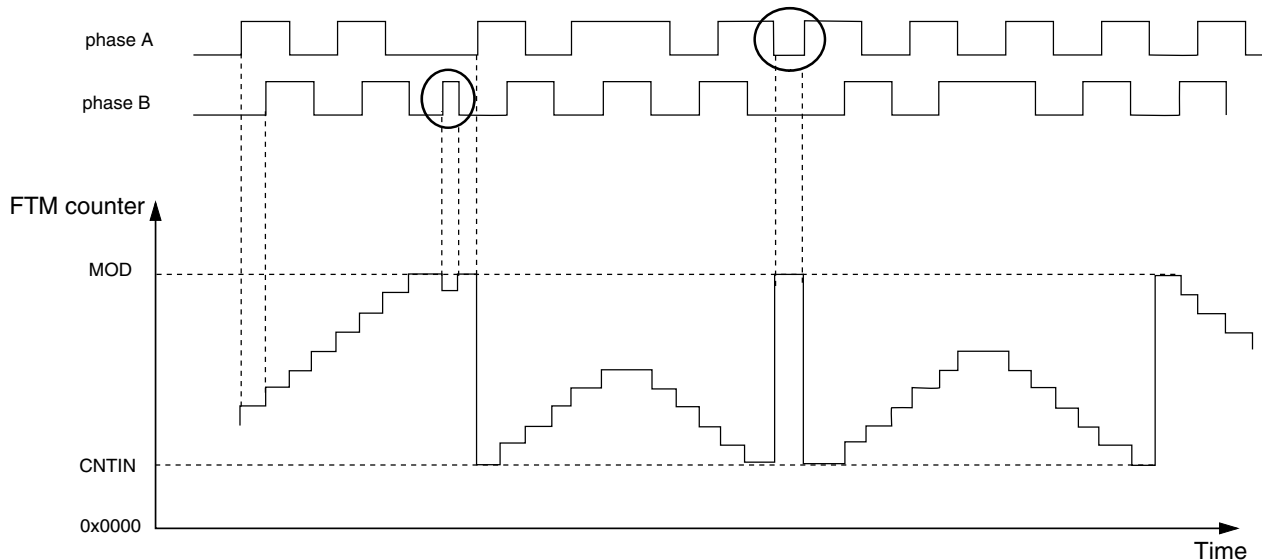 phase A
phase B
FTM counter
MOD
CNTIN
0x0000
Time